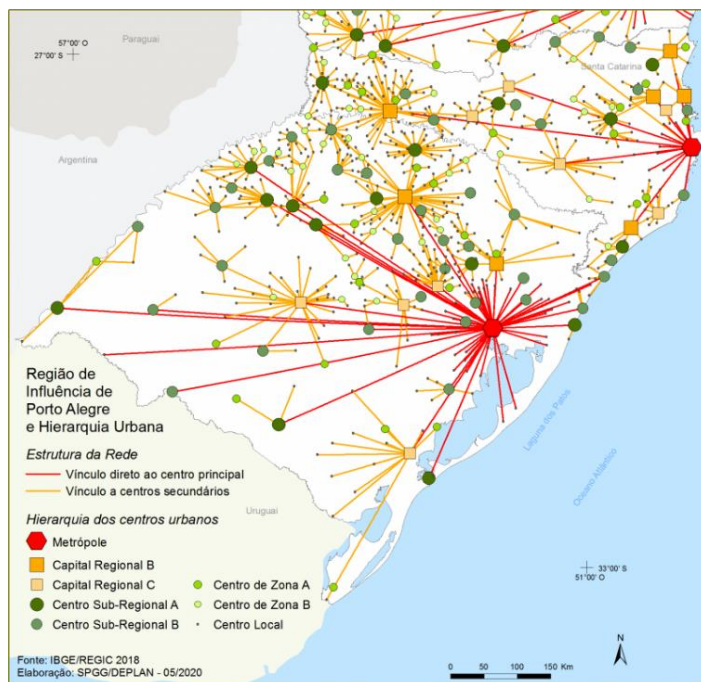 Paraguai
57°00' O
27°00' S
Santa Catarina
Argentina
Região de
Influência de
Porto Alegre
e Hierarquia Urbana
Estrutura da Rede
Vínculo direto ao centro principal
Vínculo a centros secundários
Hierarquia dos centros urbanos
Metrópole
Capital Regional B
Capital Regional C
Centro Sub-Regional A
Centro Sub-Regional B
Centro de Zona A
Centro de Zona B
Centro Local
Fonte: IBGE/REGIC 2018
Elaboração: SPGG/DEPLAN - 05/2020
Uruguai
Laguna dos Patos
Oceano Atlântico
33°00' S
51°00' O
N
0 50 100 150 Km